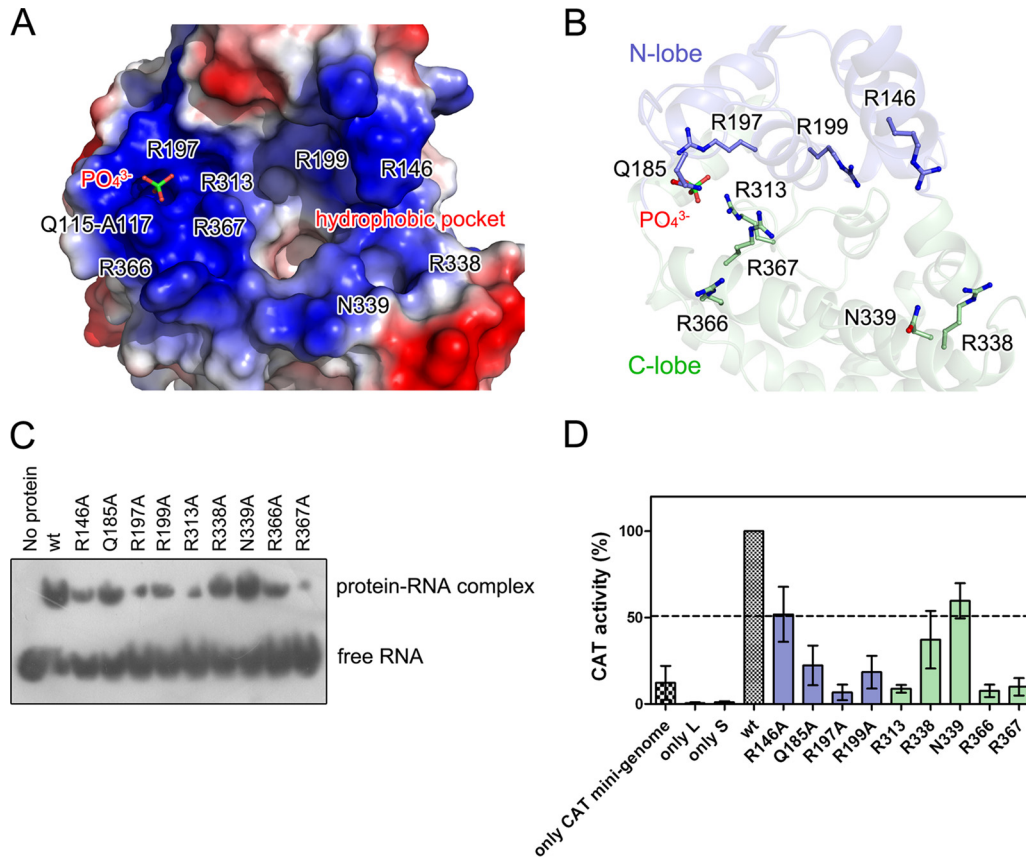 A
R197
PO₄³⁻
R313
Q115-A117
R367
R366
R199
R146
hydrophobic pocket
R338
N339
B
N-lobe
R146
R197
R199
Q185
R313
PO₄³⁻
R367
R366
N339
R338
C-lobe
C
No protein
wt
R146A
Q185A
R197A
R199A
R313A
R338A
N339A
R366A
R367A
protein-RNA complex
free RNA
D
CAT activity (%)
100
50
0
only CAT mini-genome
only L
only S
wt
R146A
Q185A
R197A
R199A
R313
R338
N339
R366
R367